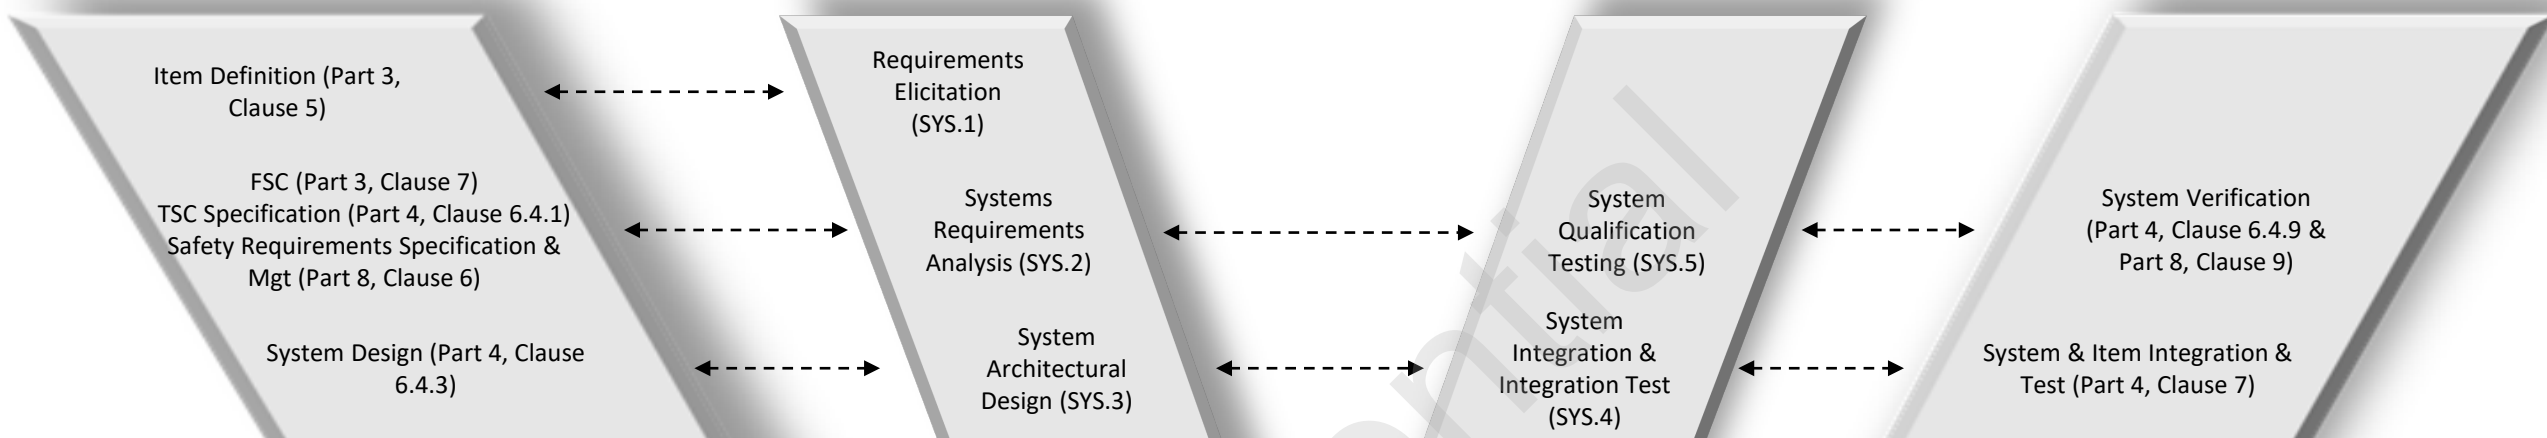 Item Definition (Part 3,
Clause 5)
FSC (Part 3, Clause 7)
TSC Specification (Part 4, Clause 6.4.1)
Safety Requirements Specification &
Mgt (Part 8, Clause 6)
System Design (Part 4, Clause
6.4.3)
Requirements
Elicitation
(SYS.1)
Systems
Requirements
Analysis (SYS.2)
System
Architectural
Design (SYS.3)
System
Qualification
Testing (SYS.5)
System
Integration &
Integration Test
(SYS.4)
System Verification
(Part 4, Clause 6.4.9 &
Part 8, Clause 9)
System & Item Integration &
Test (Part 4, Clause 7)
ential